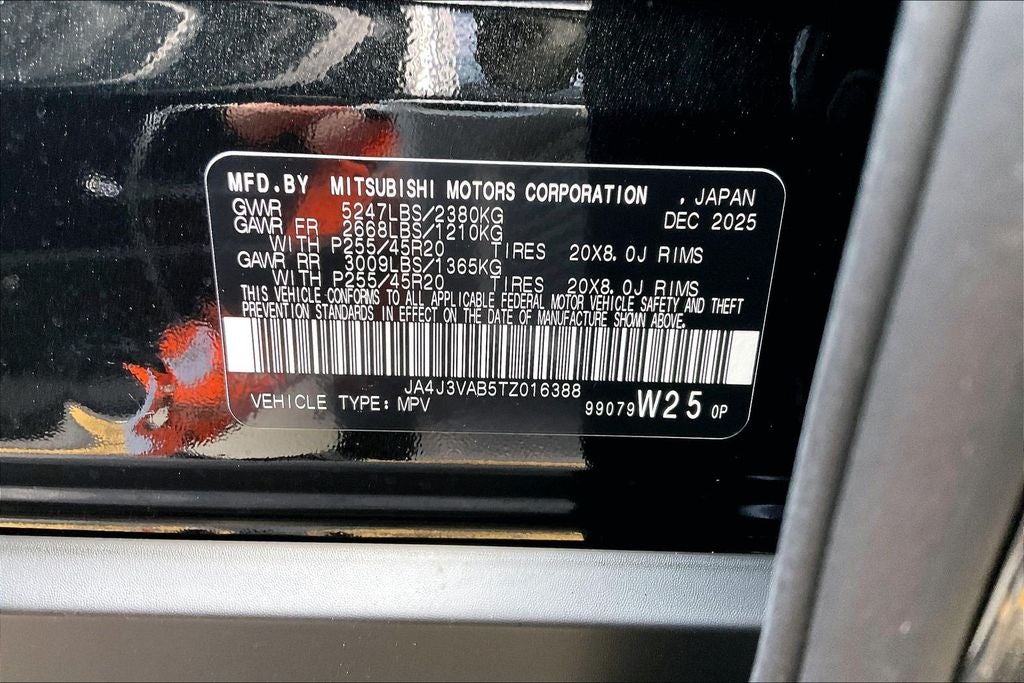 MFD.BY MITSUBISHI MOTORS CORPORATION , JAPAN
GVWR 5247LBS/2380KG DEC 2025
GAWR FR 2668LBS/1210KG
WITH P255/45R20 TIRES 20X8.0J RIMS
GAWR RR 3009LBS/1365KG
WITH P255/45R20 TIRES 20X8.0J RIMS
THIS VEHICLE CONFORMS TO ALL APPLICABLE FEDERAL MOTOR VEHICLE SAFETY AND THEFT
PREVENTION STANDARDS IN EFFECT ON THE DATE OF MANUFACTURE SHOWN ABOVE.
JA4J3VAB5TZ016388
VEHICLE TYPE: MPV 99079 W25 0P